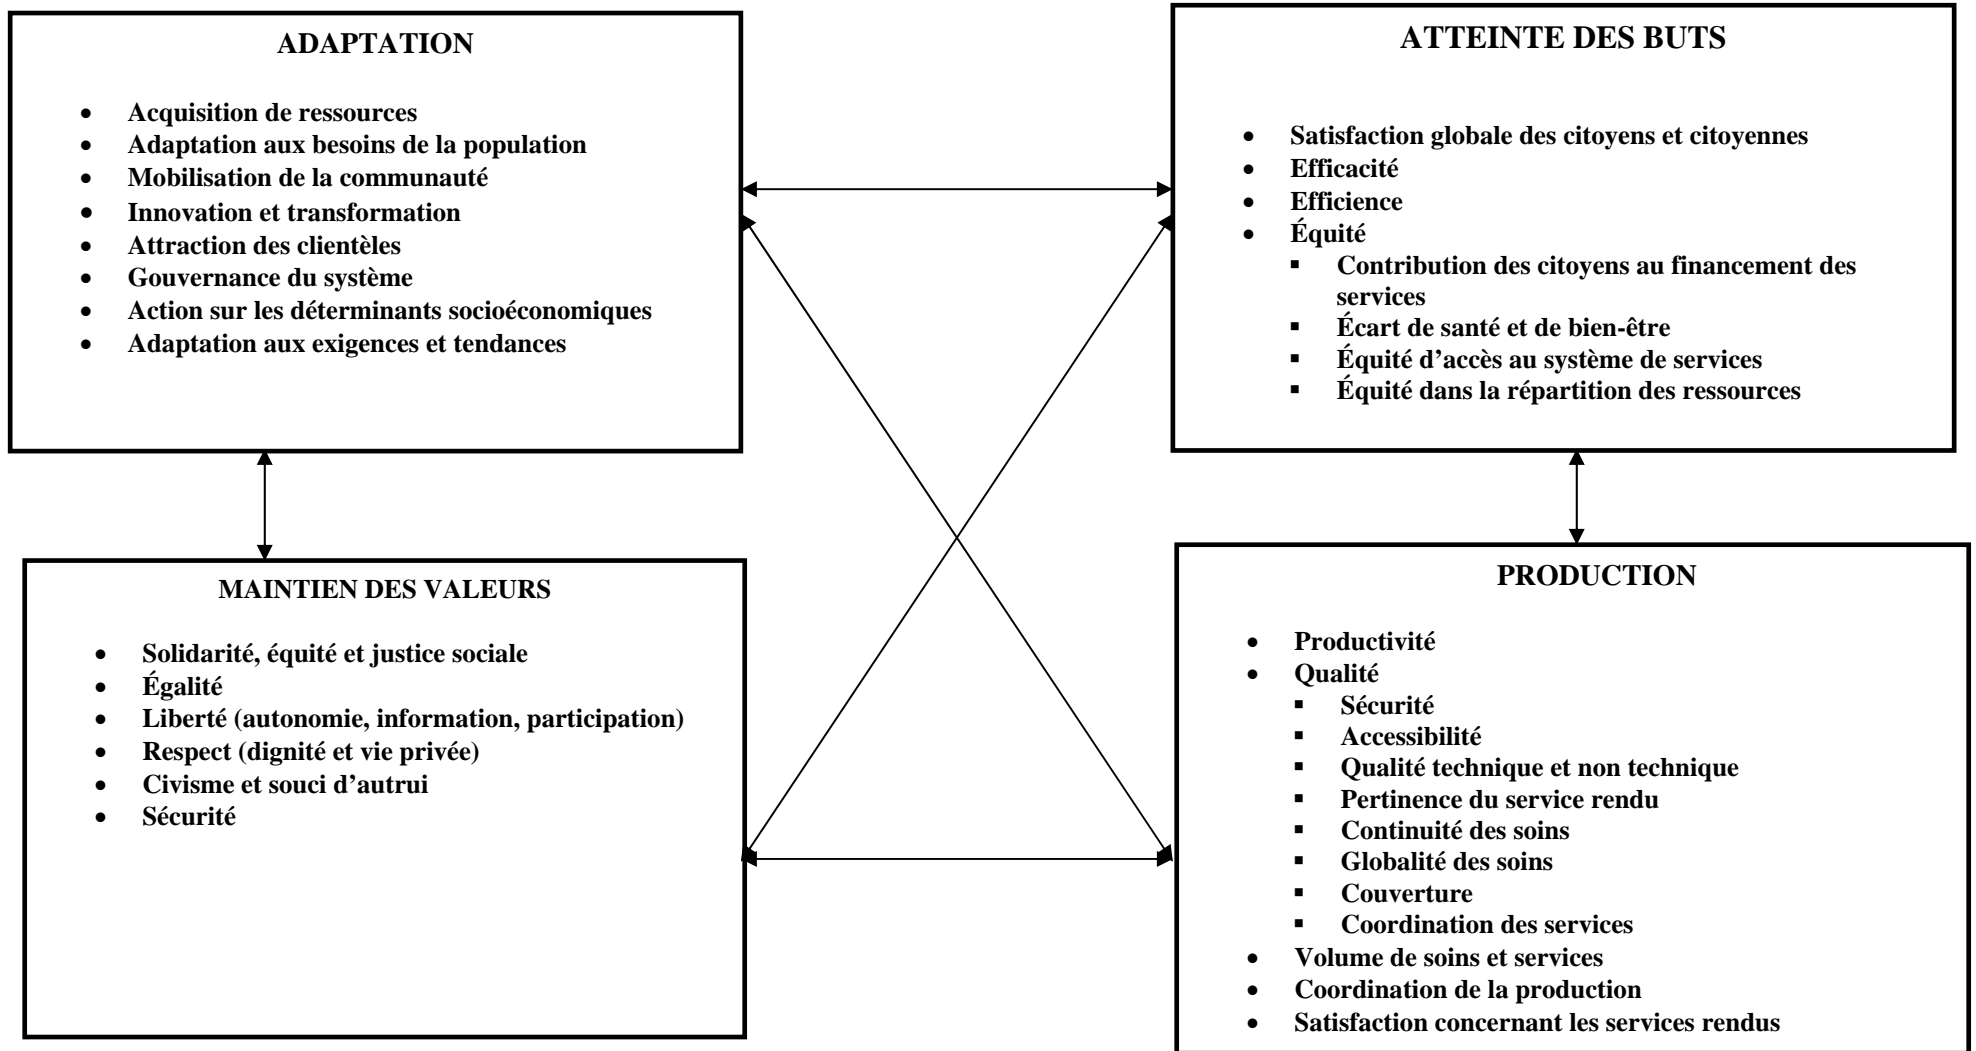 ADAPTATION
• Acquisition de ressources
• Adaptation aux besoins de la population
• Mobilisation de la communauté
• Innovation et transformation
• Attraction des clientèles
• Gouvernance du système
• Action sur les déterminants socioéconomiques
• Adaptation aux exigences et tendances
ATTEINTE DES BUTS
• Satisfaction globale des citoyens et citoyennes
• Efficacité
• Efficience
• Équité
▪ Contribution des citoyens au financement des
services
▪ Écart de santé et de bien-être
▪ Équité d’accès au système de services
▪ Équité dans la répartition des ressources
MAINTIEN DES VALEURS
• Solidarité, équité et justice sociale
• Égalité
• Liberté (autonomie, information, participation)
• Respect (dignité et vie privée)
• Civisme et souci d’autrui
• Sécurité
PRODUCTION
• Productivité
• Qualité
▪ Sécurité
▪ Accessibilité
▪ Qualité technique et non technique
▪ Pertinence du service rendu
▪ Continuité des soins
▪ Globalité des soins
▪ Couverture
▪ Coordination des services
• Volume de soins et services
• Coordination de la production
• Satisfaction concernant les services rendus